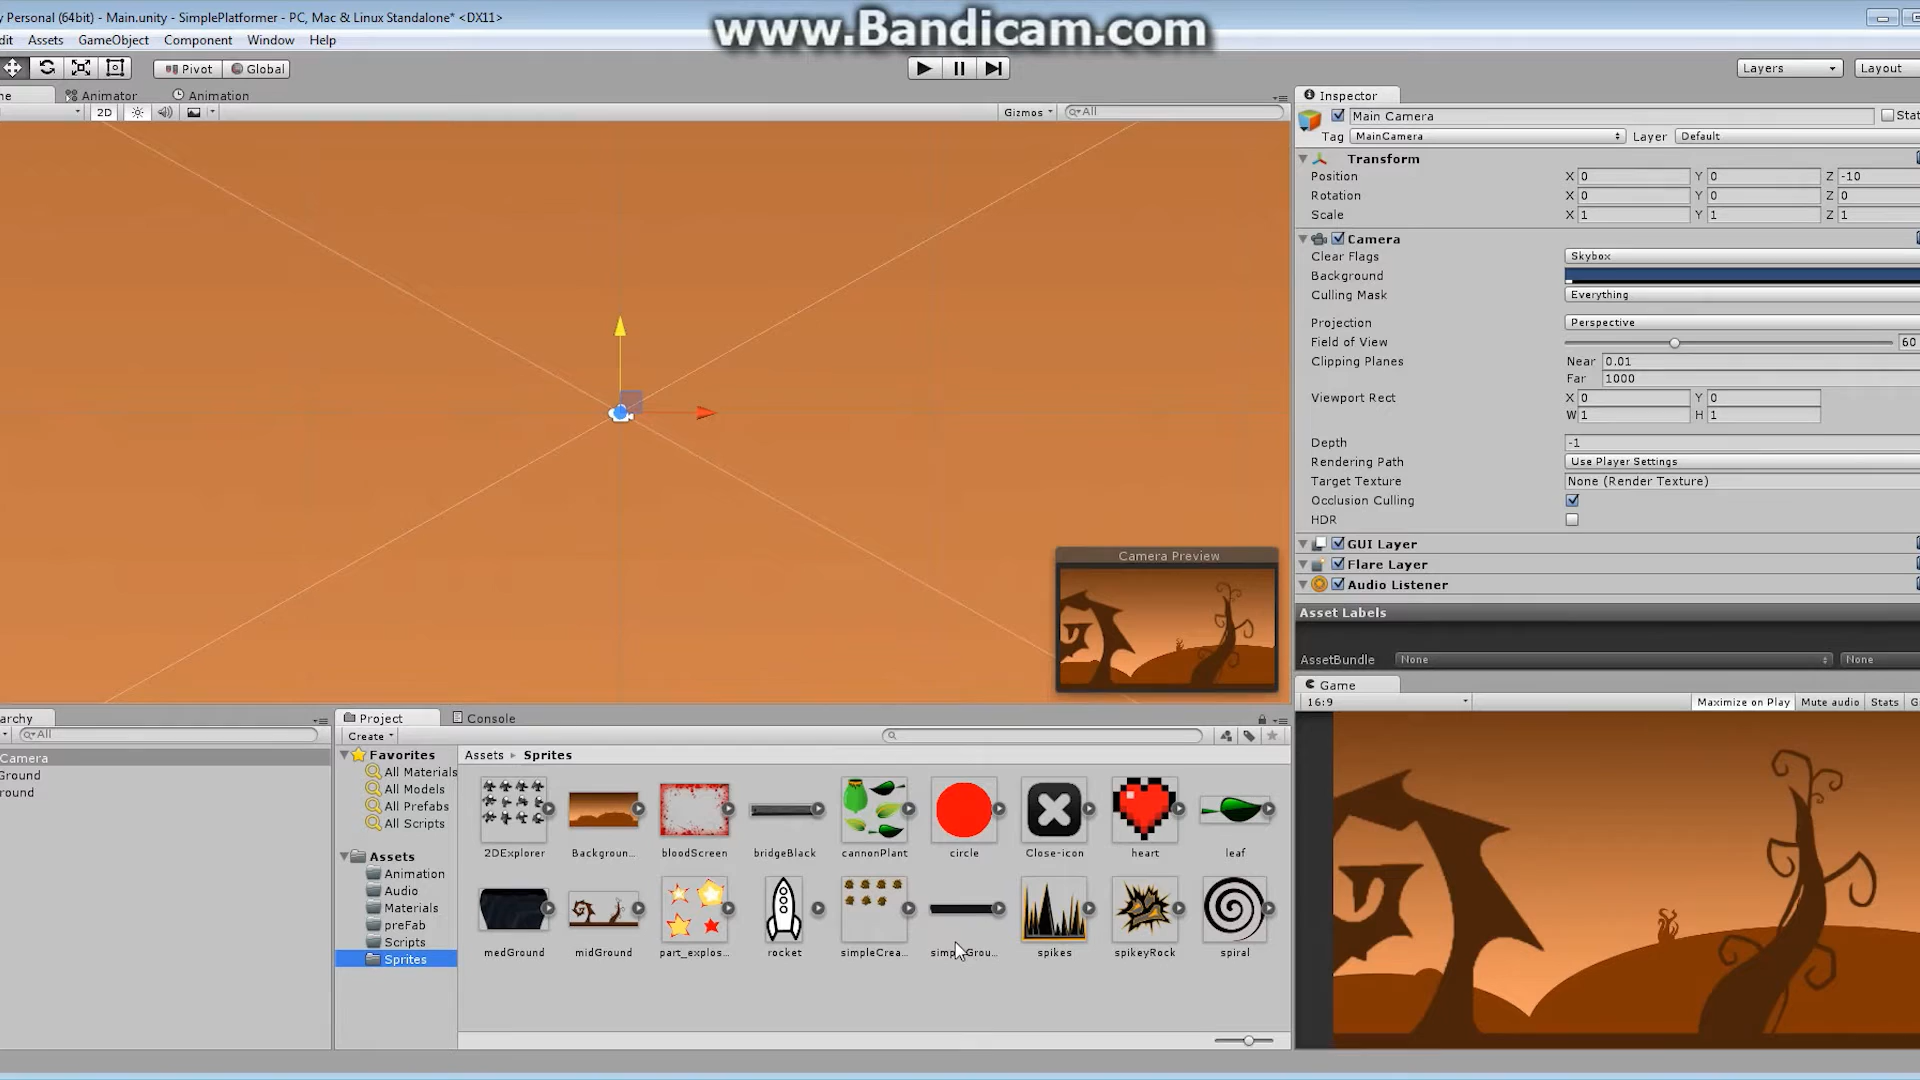 y Personal (64bit) - Main.unity - SimplePlatformer - PC, Mac & Linux Standalone* <DX11>
www.Bandicam.com
dit Assets GameObject Component Window Help
Pivot Global
Layers Layout
ne Animator Animation
2D Gizmos All
Inspector
Main Camera Stat
Tag MainCamera Layer Default
Transform
Position X 0 Y 0 Z -10
Rotation X 0 Y 0 Z 0
Scale X 1 Y 1 Z 1
Camera
Clear Flags Skybox
Background
Culling Mask Everything
Projection Perspective
Field of View 60
Clipping Planes Near 0.01
Far 1000
Viewport Rect X 0 Y 0
W 1 H 1
Depth -1
Rendering Path Use Player Settings
Target Texture None (Render Texture)
Occlusion Culling
HDR
GUI Layer
Flare Layer
Audio Listener
Asset Labels
AssetBundle None None
Camera Preview
Game
16:9 Maximize on Play Mute audio Stats G
archy
All
Camera
Ground
round
Project Console
Create
Favorites
All Materials
All Models
All Prefabs
All Scripts
Assets
Animation
Audio
Materials
preFab
Scripts
Sprites
Assets Sprites
2DExplorer Backgroun... bloodScreen bridgeBlack cannonPlant circle Close-icon heart leaf
medGround midGround part_explos... rocket simpleCrea... simpleGrou... spikes spikeyRock spiral